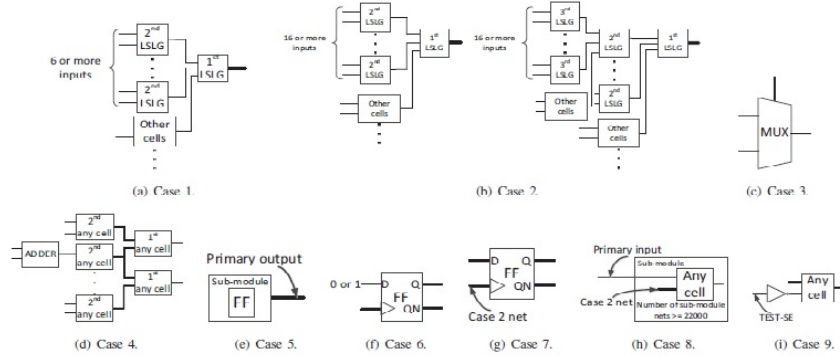 6 or more
inputs
2nd
LSLG
2nd
LSLG
Other
cells
1st
LSLG
(a) Case 1.
16 or more
inputs
2nd
LSLG
2nd
LSLG
Other
cells
1st
LSLG
16 or more
inputs
3rd
LSLG
3rd
LSLG
Other
cells
2nd
LSLG
2nd
LSLG
Other
cells
1st
LSLG
(b) Case 2.
MUX
(c) Case 3.
ADDER
2nd
any cell
2nd
any cell
2nd
any cell
1st
any cell
1st
any cell
(d) Case 4.
Primary output
Sub-module
FF
(e) Case 5.
0 or 1
D Q
FF
QN
(f) Case 6.
D Q
FF
QN
Case 2 net
(g) Case 7.
Primary input
Sub-module
Any
cell
Case 2 net
Number of sub-module
nets >= 22000
(h) Case 8.
Any
cell
TEST-SE
(i) Case 9.